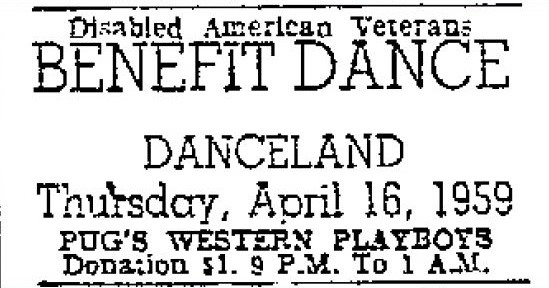 Disabled American Veterans
BENEFIT DANCE
DANCELAND
Thursday, April 16, 1959
PUG'S WESTERN PLAYBOYS
Donation $1. 9 P.M. To 1 A.M.